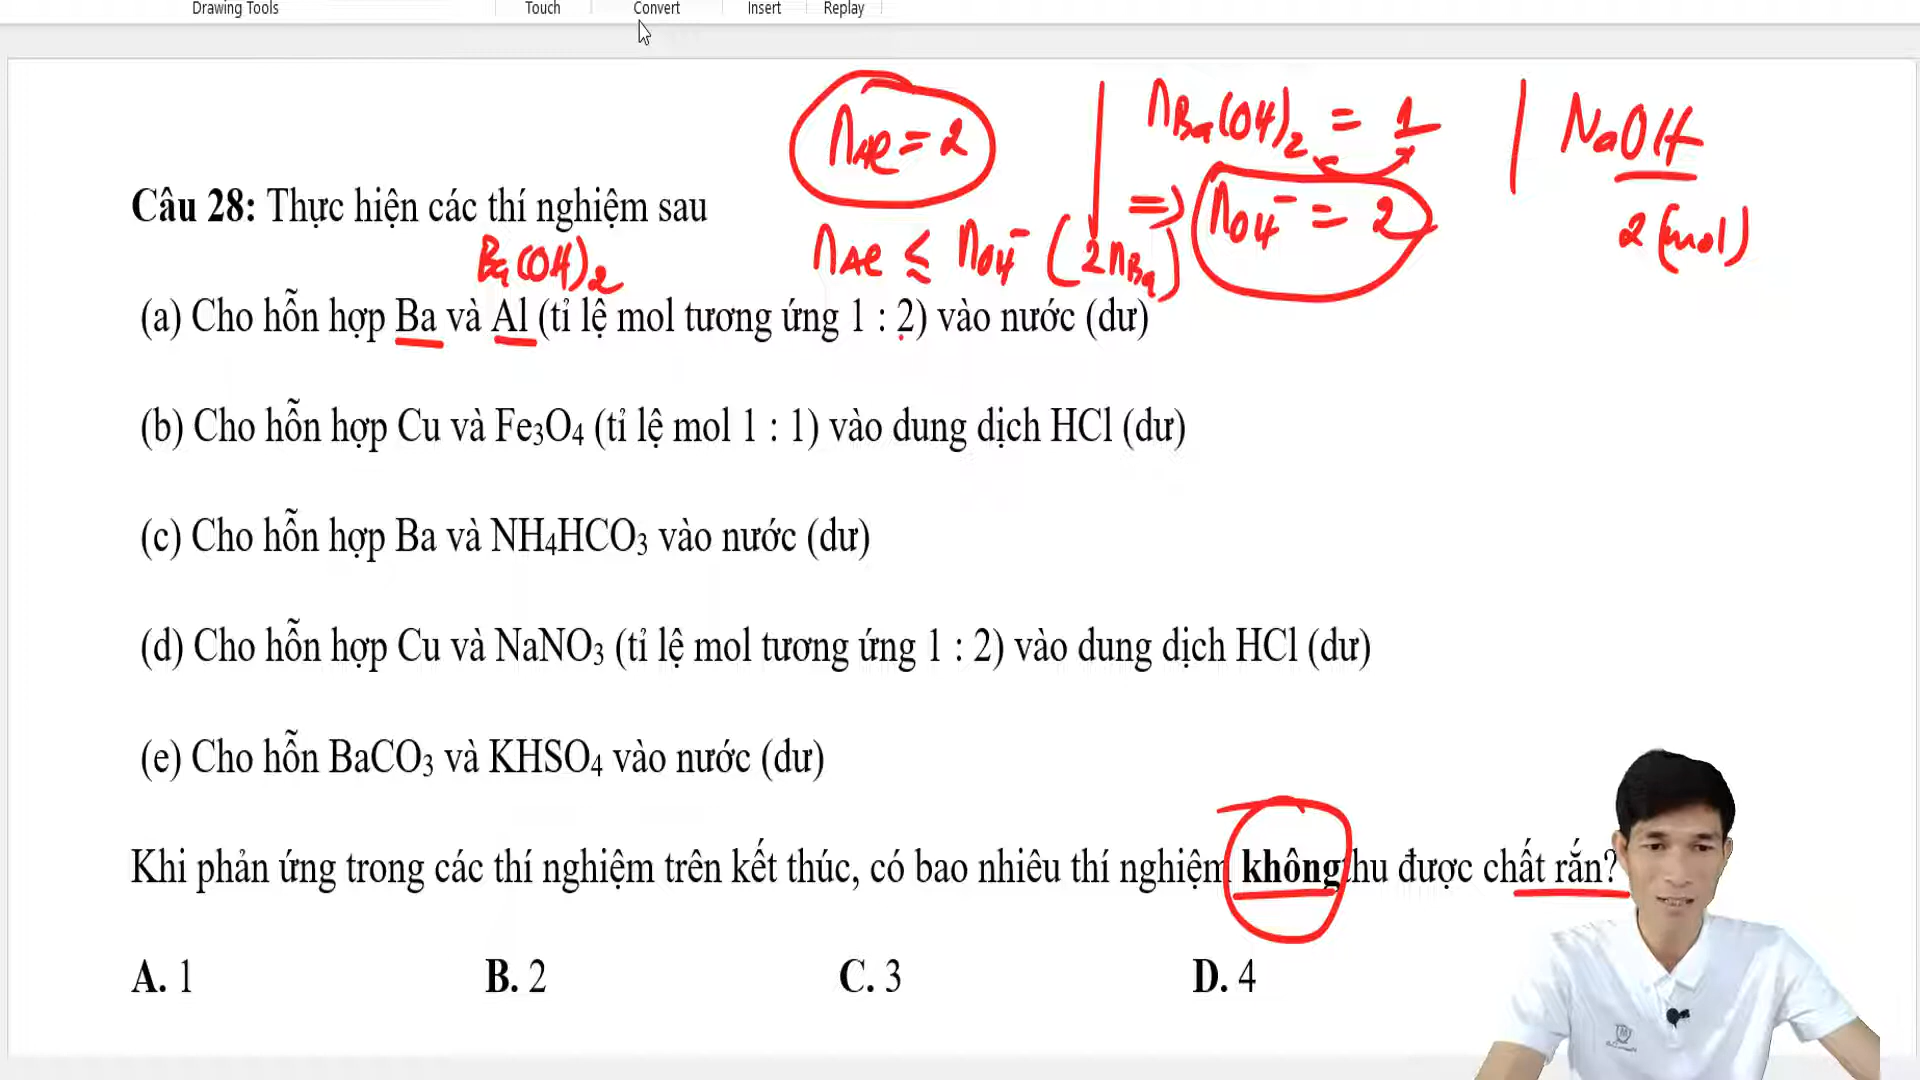 Drawing Tools Touch Convert Insert Replay
nAl = 2 nBa(OH)2 = 1 NaOH
Câu 28: Thực hiện các thí nghiệm sau
=> nOH⁻ = 2 2 (mol)
Ba(OH)2 nAl ≤ nOH⁻ (2nBa)
(a) Cho hỗn hợp Ba và Al (tỉ lệ mol tương ứng 1 : 2) vào nước (dư)
(b) Cho hỗn hợp Cu và Fe3O4 (tỉ lệ mol 1 : 1) vào dung dịch HCl (dư)
(c) Cho hỗn hợp Ba và NH4HCO3 vào nước (dư)
(d) Cho hỗn hợp Cu và NaNO3 (tỉ lệ mol tương ứng 1 : 2) vào dung dịch HCl (dư)
(e) Cho hỗn BaCO3 và KHSO4 vào nước (dư)
Khi phản ứng trong các thí nghiệm trên kết thúc, có bao nhiêu thí nghiệm không thu được chất rắn?
A. 1 B. 2 C. 3 D. 4